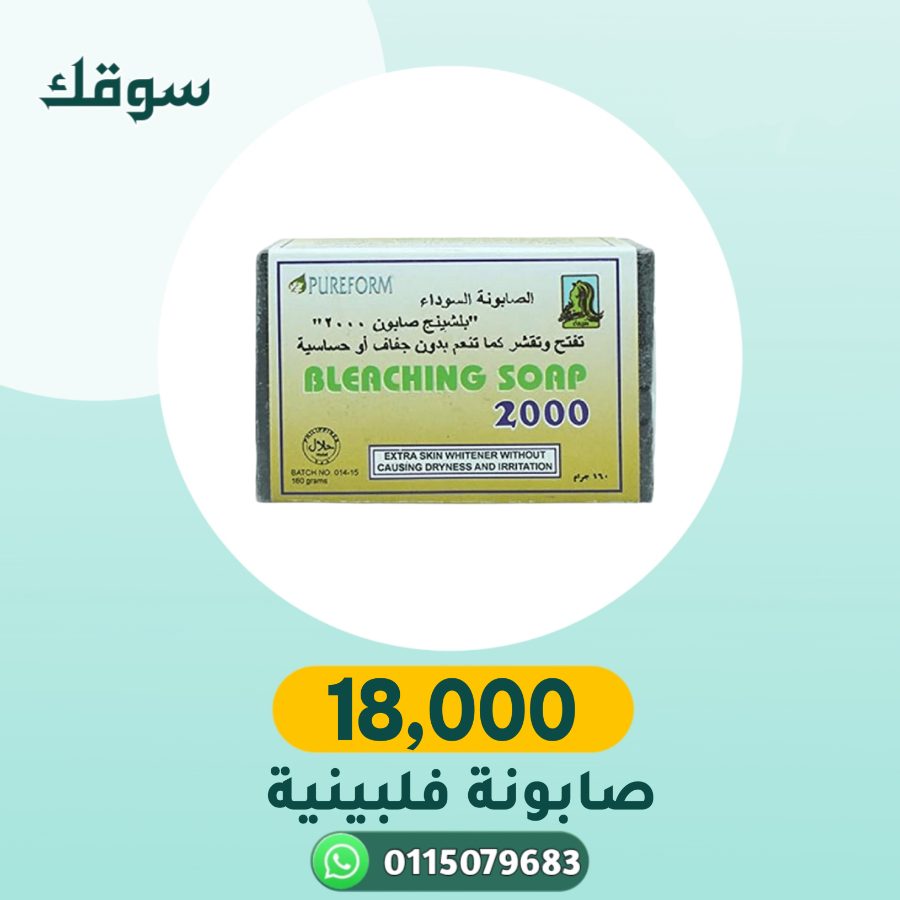 سوقك
PUREFORM
الصابونة السوداء
"بلشينج صابون ٢٠٠٠"
تفتح وتقشر كما تنعم بدون جفاف أو حساسية
BLEACHING SOAP
2000
حلال
EXTRA SKIN WHITENER WITHOUT
CAUSING DRYNESS AND IRRITATION
BATCH NO. 014-15
160 grams
١٦٠ جرام
18,000
صابونة فلبينية
0115079683